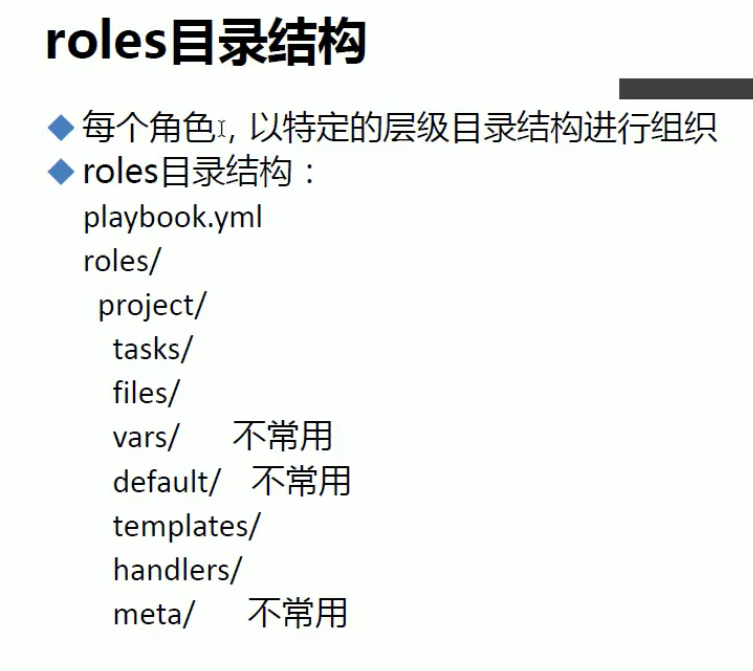 roles目录结构
每个角色，以特定的层级目录结构进行组织
roles目录结构：
playbook.yml
roles/
project/
tasks/
files/
vars/ 不常用
default/ 不常用
templates/
handlers/
meta/ 不常用